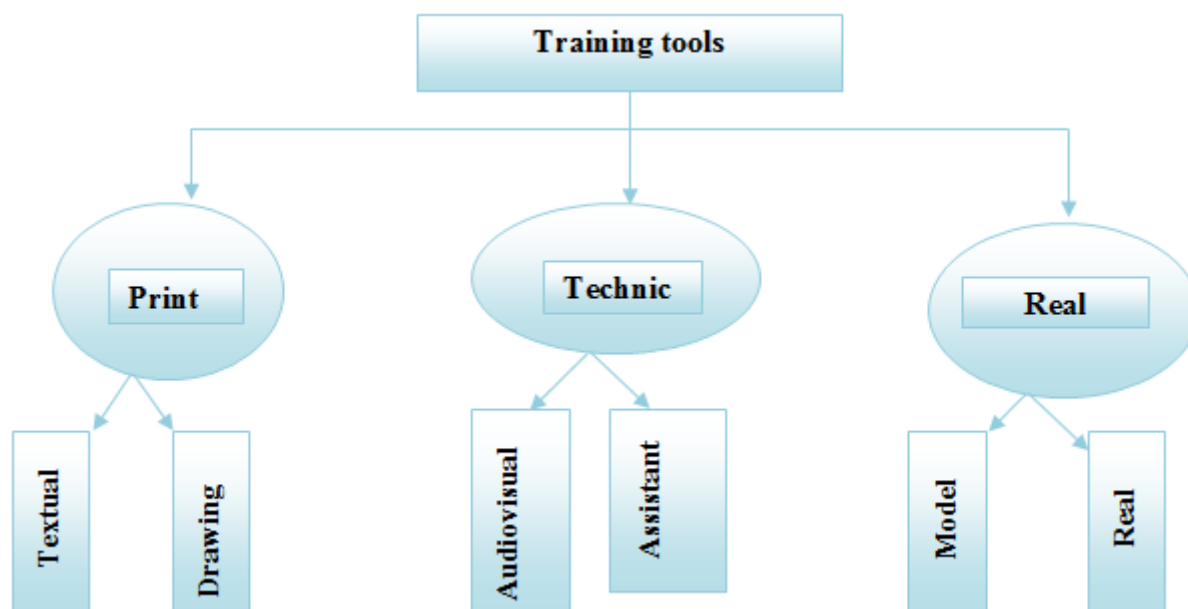 Training tools
Print
Technic
Real
Textual
Drawing
Audiovisual
Assistant
Model
Real